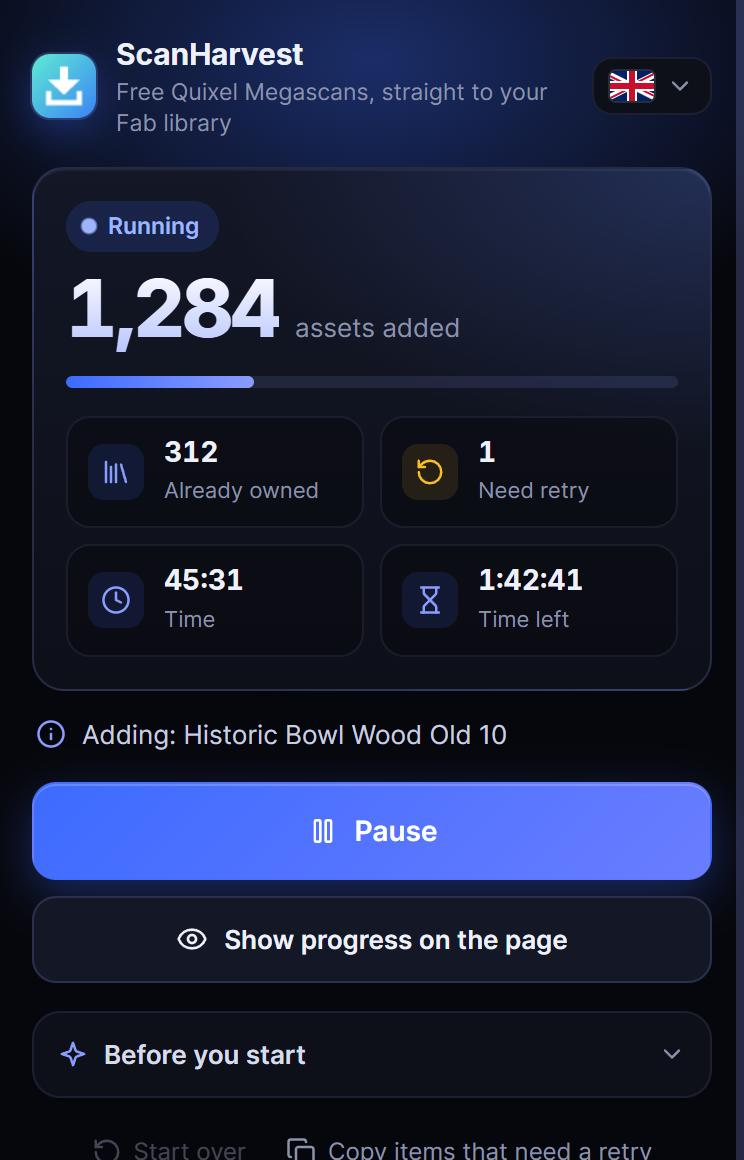 ScanHarvest
Free Quixel Megascans, straight to your
Fab library
Running
1,284 assets added
312
Already owned
1
Need retry
45:31
Time
1:42:41
Time left
Adding: Historic Bowl Wood Old 10
Pause
Show progress on the page
Before you start
Start over
Copy items that need a retry